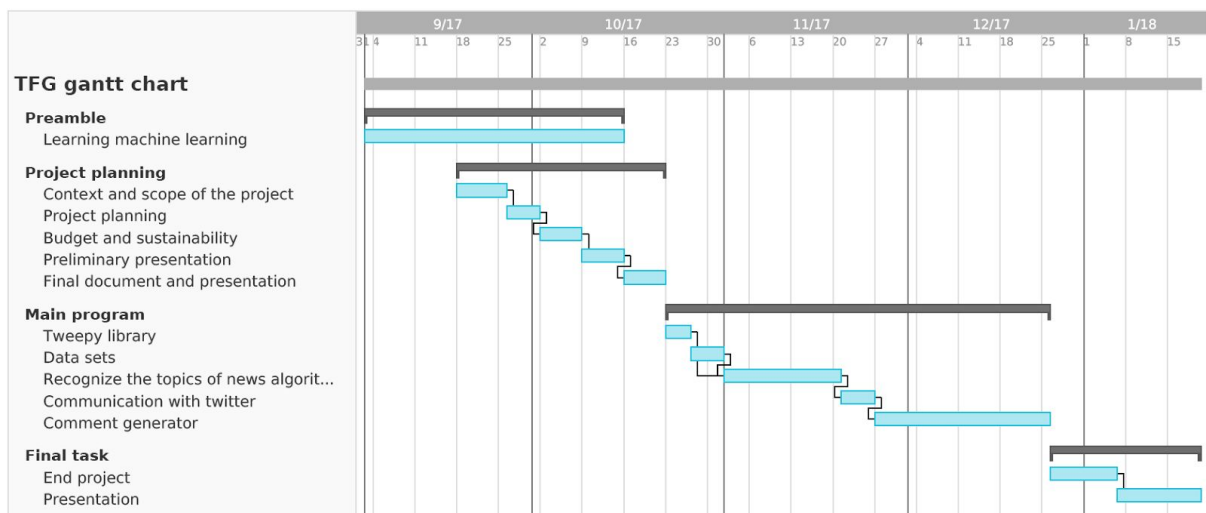 9/17 10/17 11/17 12/17 1/18
31 4 11 18 25 2 9 16 23 30 6 13 20 27 4 11 18 25 1 8 15
TFG gantt chart
Preamble
Learning machine learning
Project planning
Context and scope of the project
Project planning
Budget and sustainability
Preliminary presentation
Final document and presentation
Main program
Tweepy library
Data sets
Recognize the topics of news algorit...
Communication with twitter
Comment generator
Final task
End project
Presentation